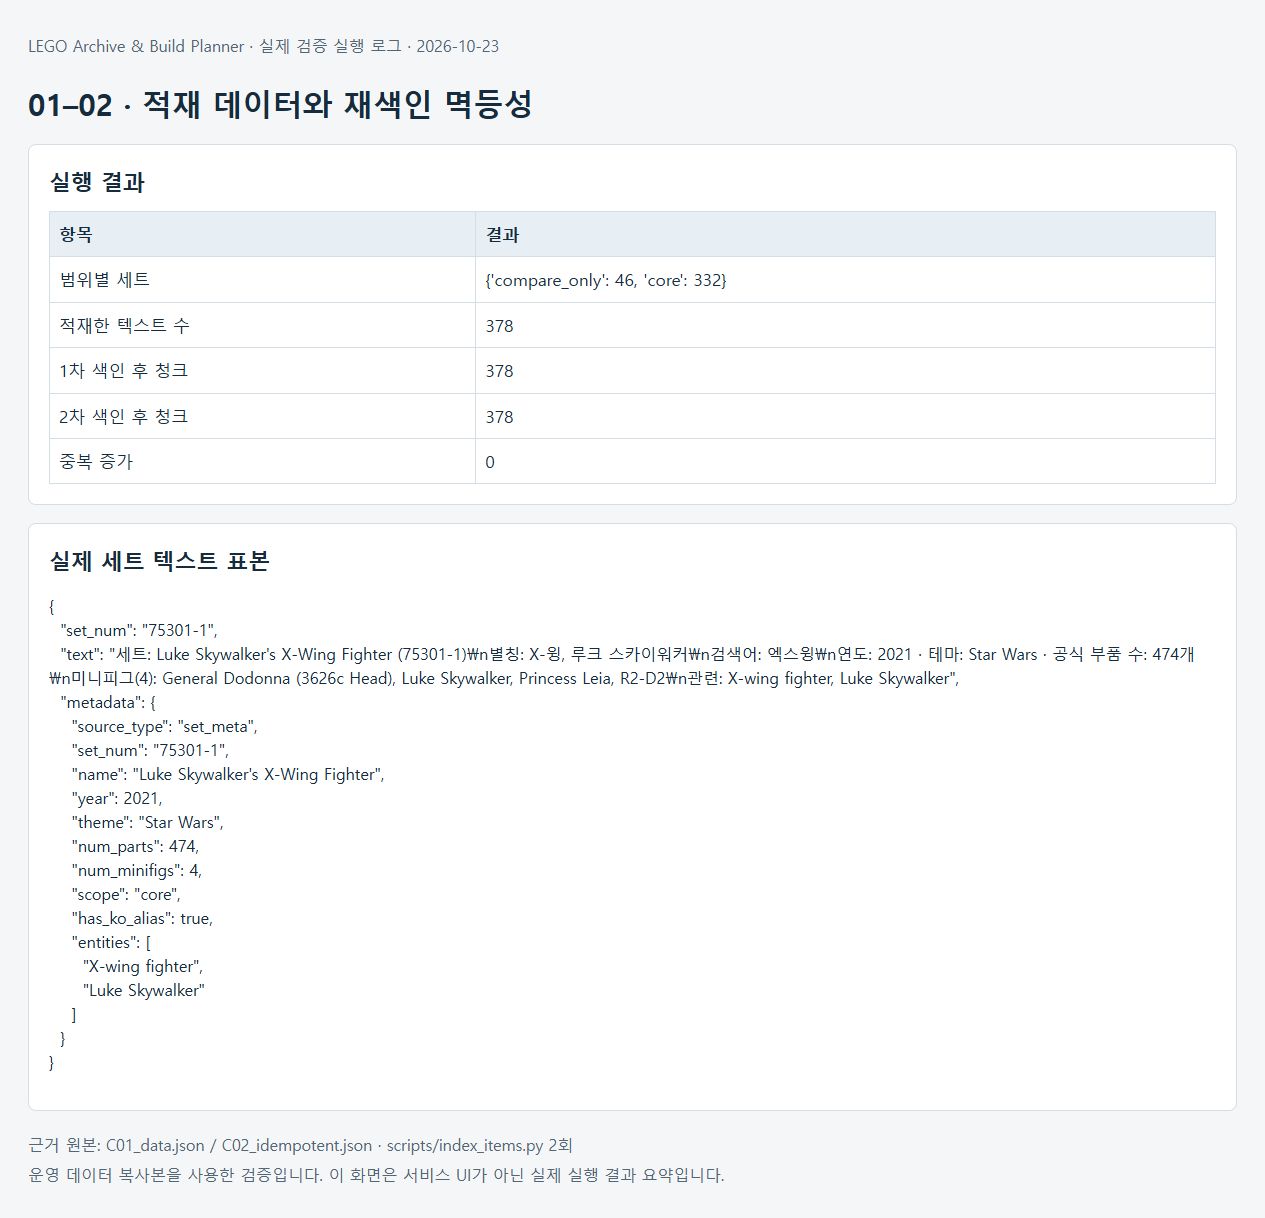 LEGO Archive & Build Planner · 실제 검증 실행 로그 · 2026-10-23
01–02 · 적재 데이터와 재색인 멱등성
실행 결과
항목 결과
범위별 세트 {'compare_only': 46, 'core': 332}
적재한 텍스트 수 378
1차 색인 후 청크 378
2차 색인 후 청크 378
중복 증가 0
실제 세트 텍스트 표본
{
"set_num": "75301-1",
"text": "세트: Luke Skywalker's X-Wing Fighter (75301-1)₩n별칭: X-윙, 루크 스카이워커₩n검색어: 엑스윙₩n연도: 2021 · 테마: Star Wars · 공식 부품 수: 474개
₩n미니피그(4): General Dodonna (3626c Head), Luke Skywalker, Princess Leia, R2-D2₩n관련: X-wing fighter, Luke Skywalker",
"metadata": {
"source_type": "set_meta",
"set_num": "75301-1",
"name": "Luke Skywalker's X-Wing Fighter",
"year": 2021,
"theme": "Star Wars",
"num_parts": 474,
"num_minifigs": 4,
"scope": "core",
"has_ko_alias": true,
"entities": [
"X-wing fighter",
"Luke Skywalker"
]
}
}
근거 원본: C01_data.json / C02_idempotent.json · scripts/index_items.py 2회
운영 데이터 복사본을 사용한 검증입니다. 이 화면은 서비스 UI가 아닌 실제 실행 결과 요약입니다.